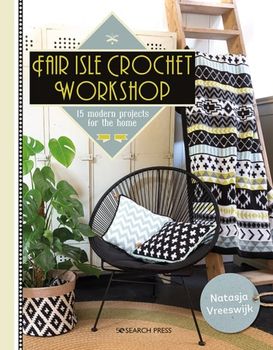 FAIR ISLE CROCHET
WORKSHOP
15 modern projects
for the home
Natasja
Vreeswijk
SEARCH PRESS